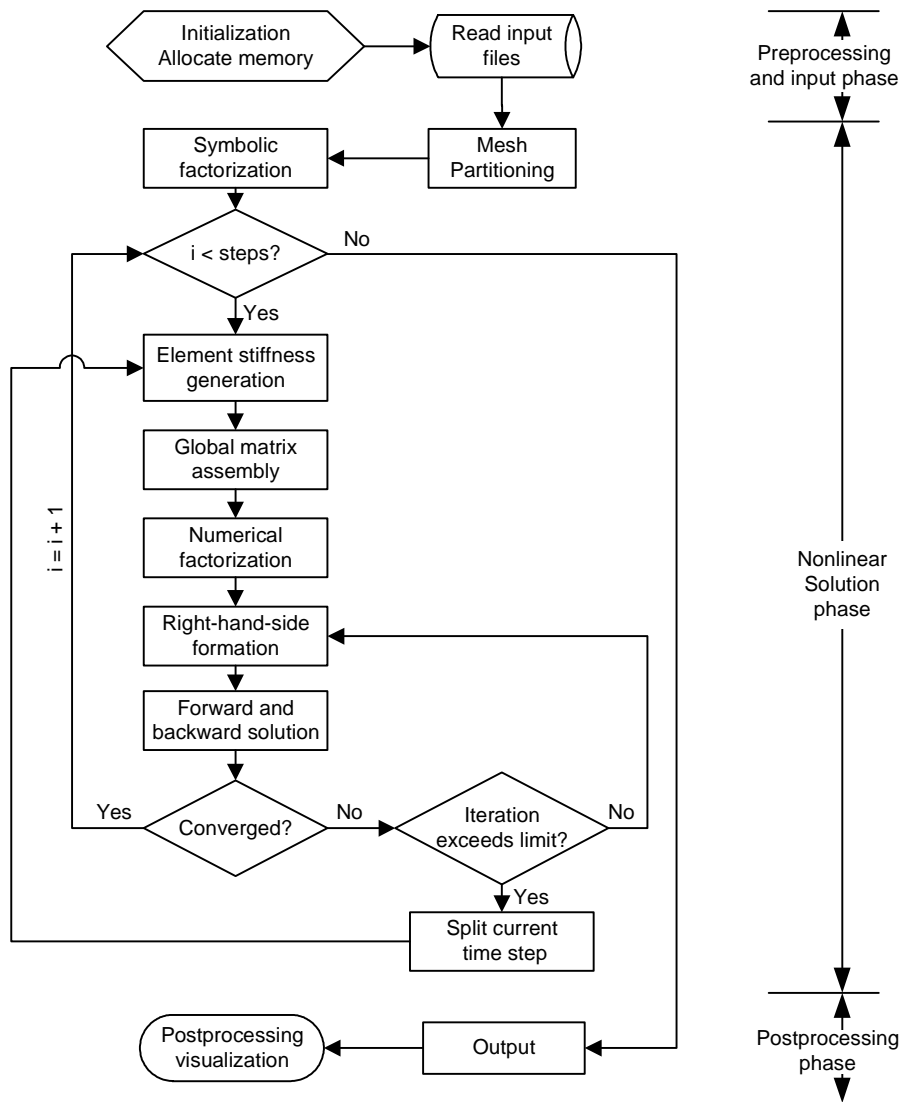 Initialization
Allocate memory
Read input
files
Preprocessing
and input phase
Symbolic
factorization
Mesh
Partitioning
i < steps?
No
Yes
Element stiffness
generation
Global matrix
assembly
i = i + 1
Numerical
factorization
Nonlinear
Solution
phase
Right-hand-side
formation
Forward and
backward solution
Yes
Converged?
No
Iteration
exceeds limit?
No
Yes
Split current
time step
Postprocessing
visualization
Output
Postprocessing
phase